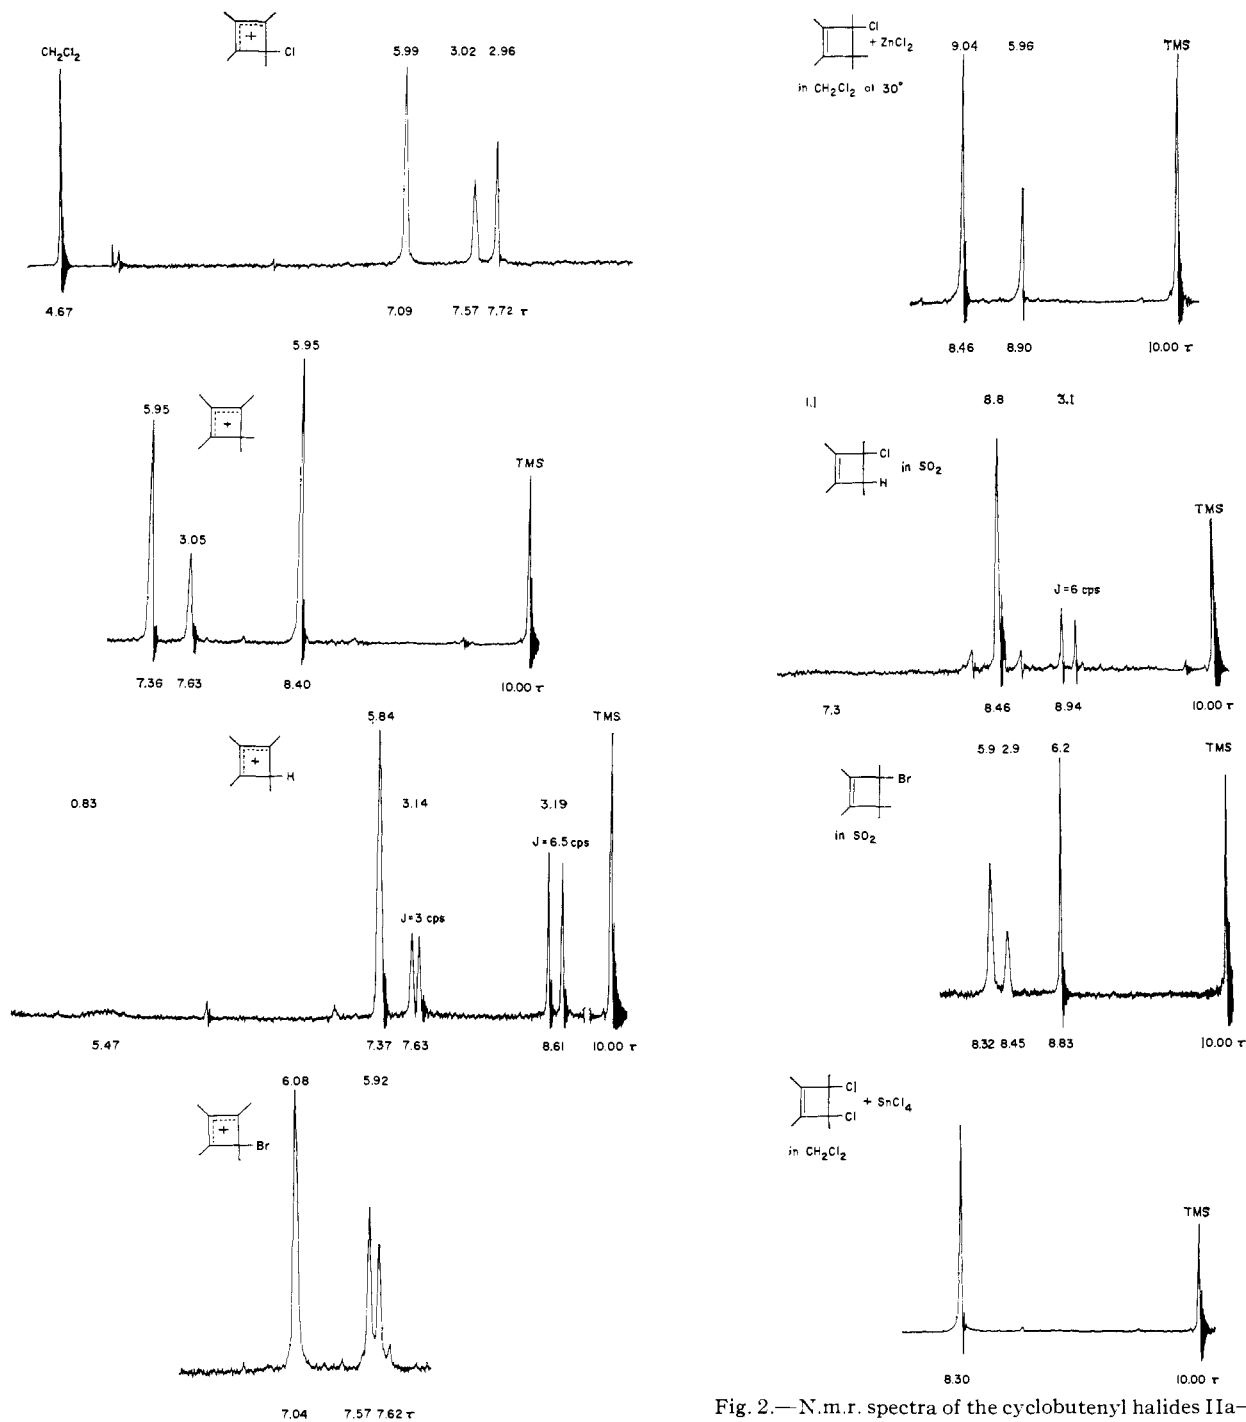 CH2Cl2
+
Cl
5.99 3.02 2.96
4.67 7.09 7.57 7.72 τ
5.95
5.95
+
3.05
TMS
7.36 7.63 8.40 10.00 τ
5.84
TMS
+
H
0.83 3.14 3.19
J=6.5 cps
J=3 cps
5.47 7.37 7.63 8.61 10.00 τ
6.08 5.92
+
Br
7.04 7.57 7.62 τ
Cl
+ ZnCl2
in CH2Cl2 at 30°
9.04 5.96
TMS
8.46 8.90 10.00 τ
1.1 8.8 3.1
Cl
H
in SO2
TMS
J=6 cps
7.3 8.46 8.94 10.00 τ
5.9 2.9 6.2
TMS
Br
in SO2
8.32 8.45 8.83 10.00 τ
Cl
Cl
+ SnCl4
in CH2Cl2
TMS
8.30 10.00 τ
Fig. 2.—N.m.r. spectra of the cyclobutenyl halides IIa–